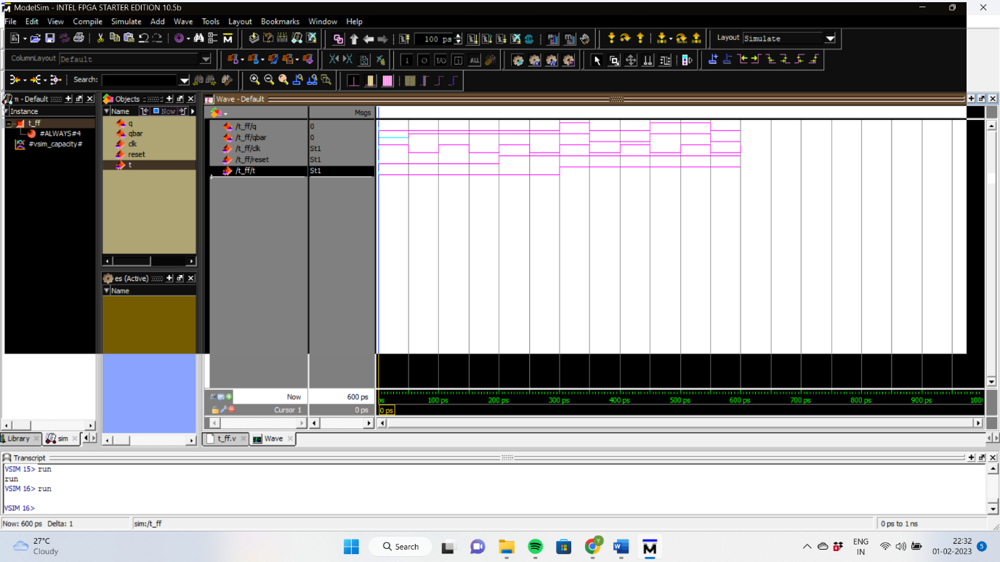 ModelSim - INTEL FPGA STARTER EDITION 10.5b
File Edit View Compile Simulate Add Wave Tools Layout Bookmarks Window Help
100 ps
Layout Simulate
ColumnLayout Default
ALL
Search:
- Default
Objects
Wave - Default
Instance
Name
Now
Msgs
t_ff
#ALWAYS#4
#vsim_capacity#
q
qbar
clk
reset
t
/t_ff/q 0
/t_ff/qbar 0
/t_ff/clk St1
/t_ff/reset St1
/t_ff/t St1
es (Active)
Name
Now 600 ps
Cursor 1 0 ps
ps 100 ps 200 ps 300 ps 400 ps 500 ps 600 ps 700 ps 800 ps 900 ps 100
0 ps
Library sim
t_ff.v Wave
Transcript
VSIM 15> run
run
VSIM 16> run
VSIM 16>
Now: 600 ps Delta: 1 sim:/t_ff 0 ps to 1 ns
27°C
Cloudy
Search
ENG
IN
22:32
01-02-2023
5